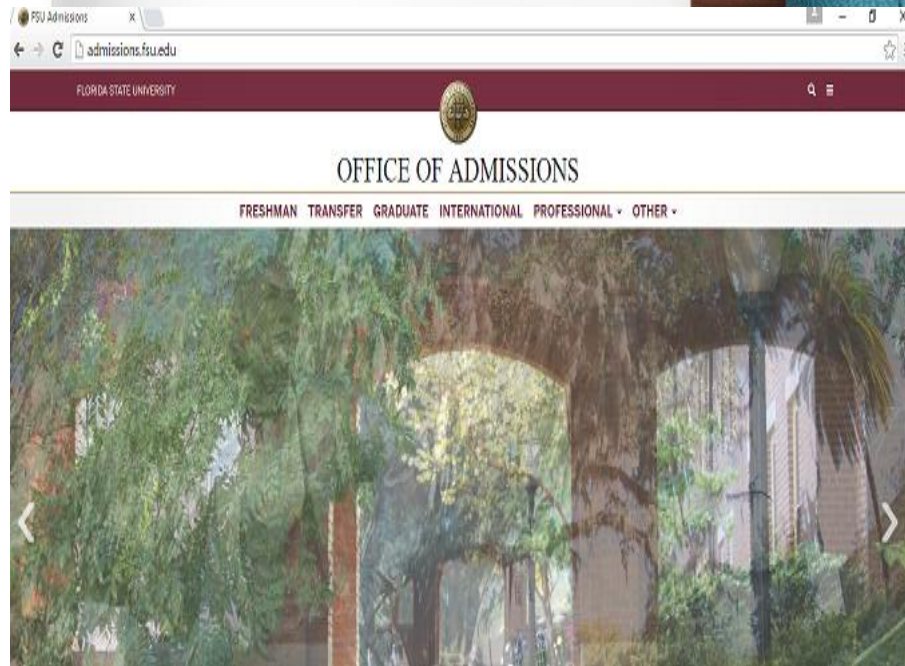 FSU Admissions
admissions.fsu.edu
FLORIDA STATE UNIVERSITY
OFFICE OF ADMISSIONS
FRESHMAN TRANSFER GRADUATE INTERNATIONAL PROFESSIONAL OTHER